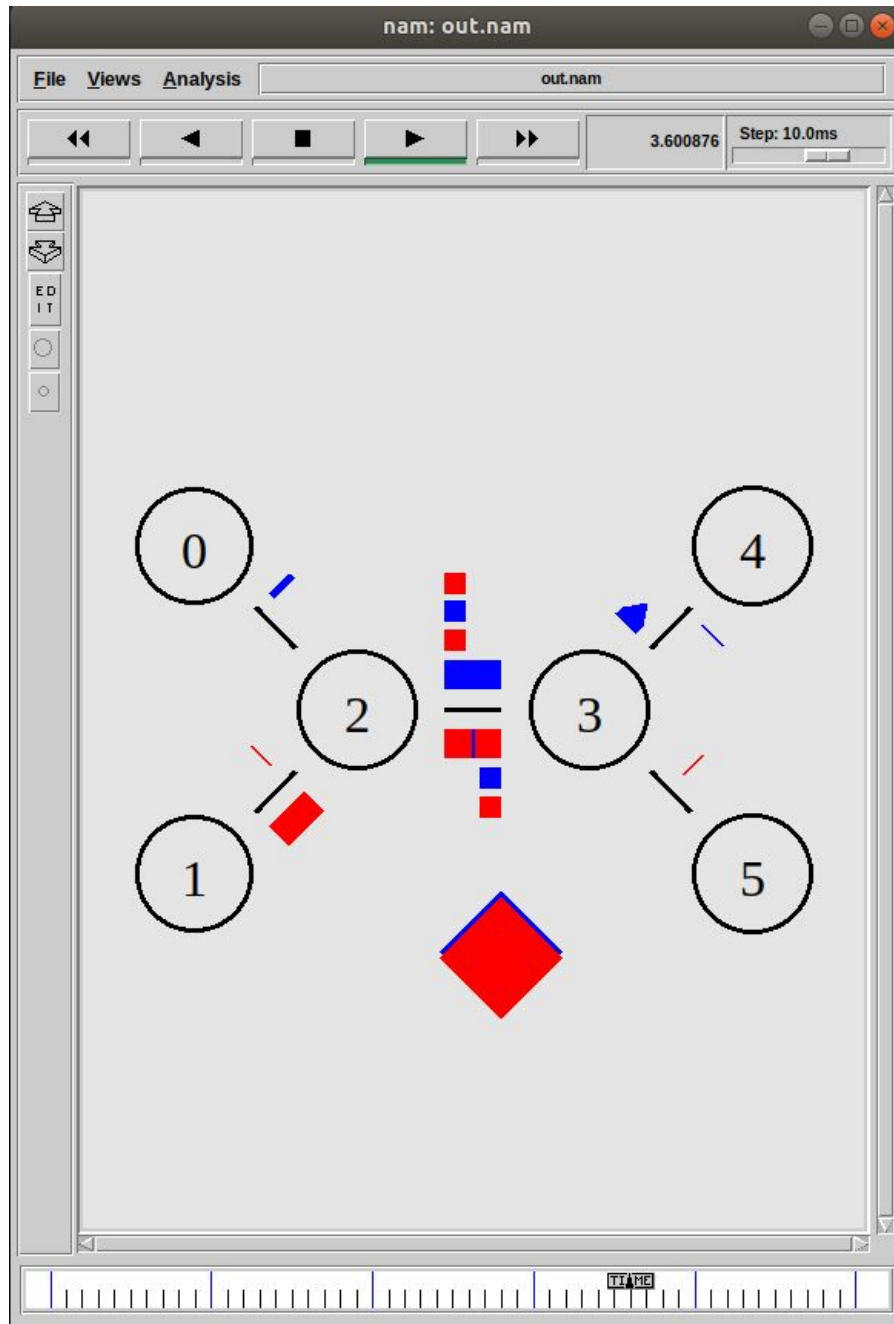 nam: out.nam
File Views Analysis out.nam
3.600876 Step: 10.0ms
ED
IT
0 4
2 3
1 5
TIME